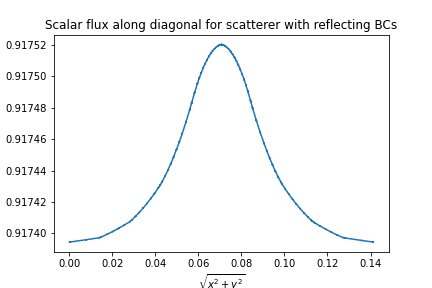 Scalar flux along diagonal for scatterer with reflecting BCs
0.91752
0.91750
0.91748
0.91746
0.91744
0.91742
0.91740
0.00 0.02 0.04 0.06 0.08 0.10 0.12 0.14
√x² + y²